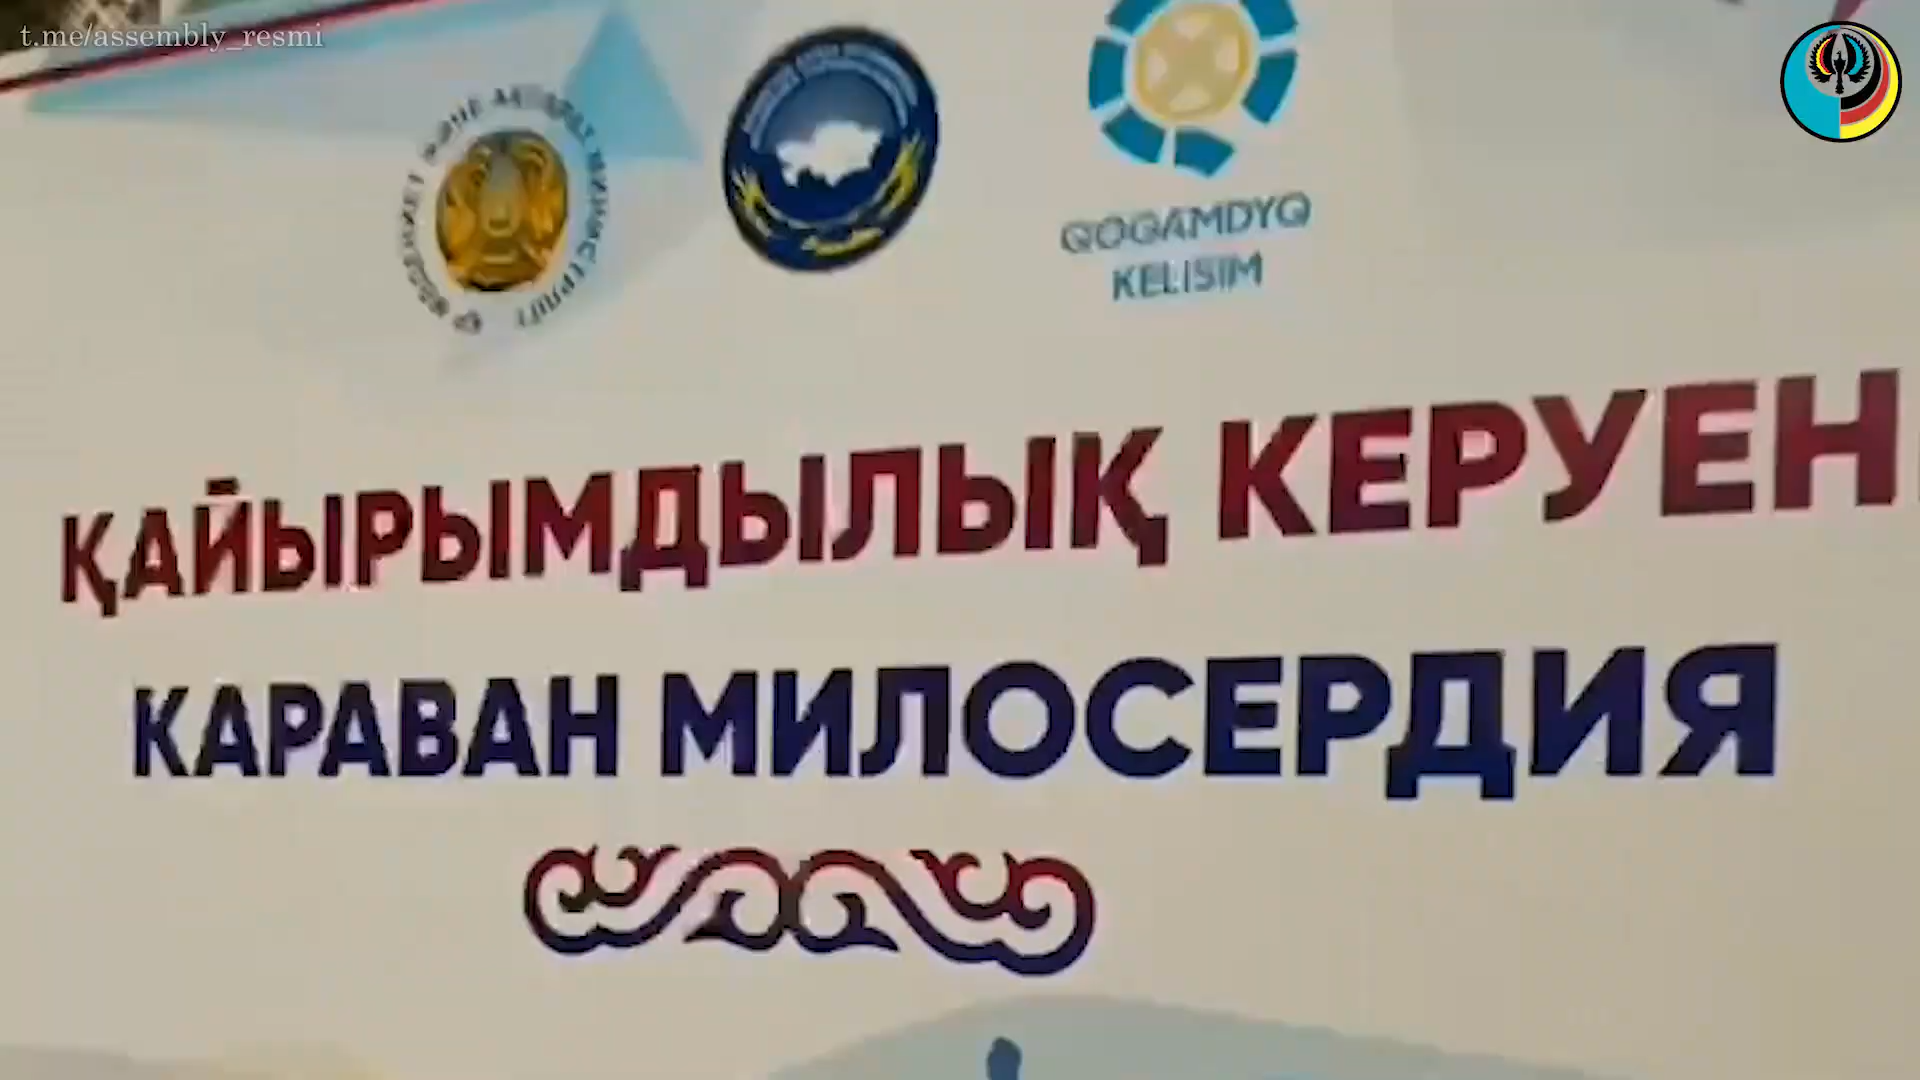 t.me/assembly_resmi
QOGAMDYQ
KELISIM
ҚАЙЫРЫМДЫЛЫҚ КЕРУЕН
КАРАВАН МИЛОСЕРДИЯ